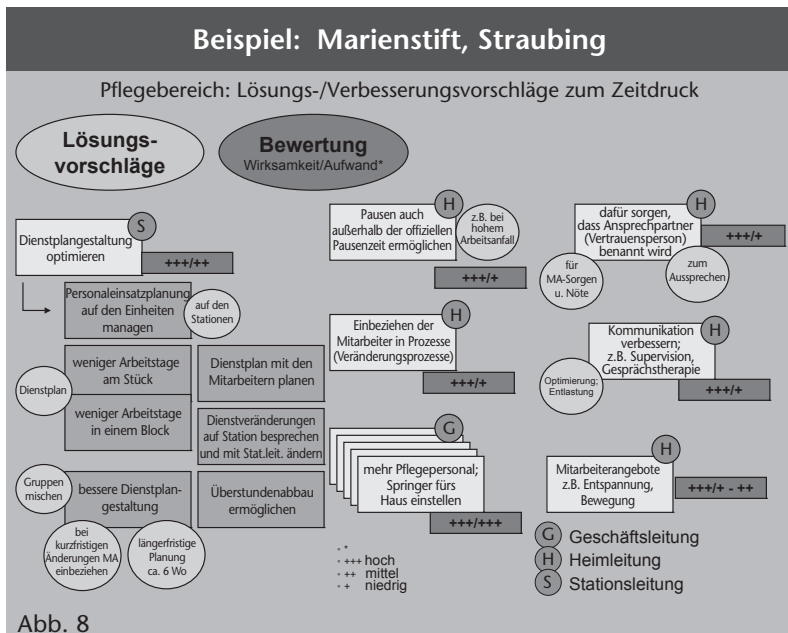 Beispiel: Marienstift, Straubing
Pflegebereich: Lösungs-/Verbesserungsvorschläge zum Zeitdruck
Lösungs-
vorschläge
Bewertung
Wirksamkeit/Aufwand*
S
Dienstplangestaltung
optimieren
+++/++
Personaleinsatzplanung
auf den Einheiten
managen
auf den
Stationen
Dienstplan
weniger Arbeitstage
am Stück
weniger Arbeitstage
in einem Block
Dienstplan mit den
Mitarbeitern planen
Dienstveränderungen
auf Station besprechen
und mit Stat.leit. ändern
Gruppen
mischen
bessere Dienstplan-
gestaltung
bei
kurzfristigen
Änderungen MA
einbeziehen
längerfristige
Planung
ca. 6 Wo
Überstundenabbau
ermöglichen
H
Pausen auch
außerhalb der offiziellen
Pausenzeit ermöglichen
z.B. bei
hohem
Arbeitsanfall
+++/+
H
Einbeziehen der
Mitarbeiter in Prozesse
(Veränderungsprozesse)
+++/+
G
mehr Pflegepersonal;
Springer fürs
Haus einstellen
+++/+++
*
+++ hoch
++ mittel
+ niedrig
H
dafür sorgen,
dass Ansprechpartner
(Vertrauensperson)
benannt wird
+++/+
für
MA-Sorgen
u. Nöte
zum
Aussprechen
H
Kommunikation
verbessern;
z.B. Supervision,
Gesprächstherapie
Optimierung;
Entlastung
+++/+
H
Mitarbeiterangebote
z.B. Entspannung,
Bewegung
+++/+ - ++
G Geschäftsleitung
H Heimleitung
S Stationsleitung
Abb. 8